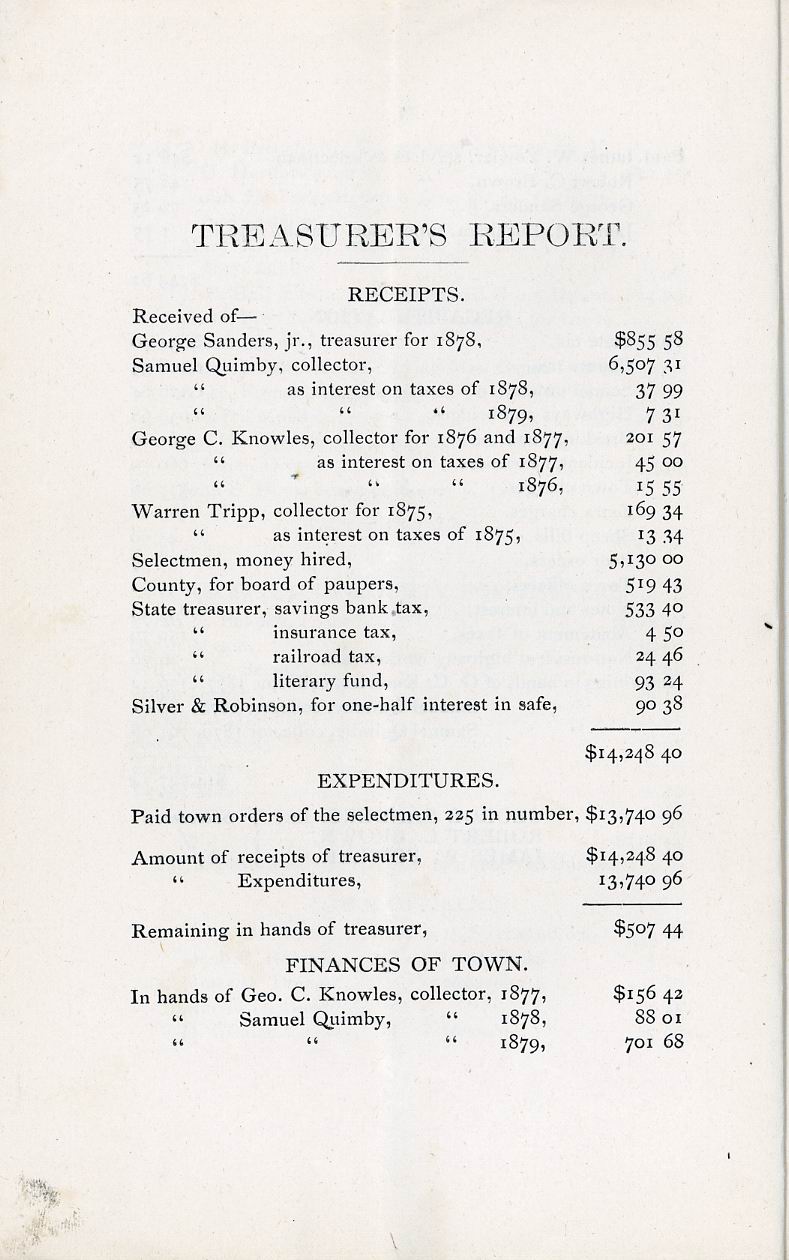 TREASURER'S REPORT.
RECEIPTS.
Received of—
George Sanders, jr., treasurer for 1878, $855 58
Samuel Quimby, collector, 6,507 31
“ as interest on taxes of 1878, 37 99
“ “ “ 1879, 7 31
George C. Knowles, collector for 1876 and 1877, 201 57
“ as interest on taxes of 1877, 45 00
“ “ “ 1876, 15 55
Warren Tripp, collector for 1875, 169 34
“ as interest on taxes of 1875, 13 34
Selectmen, money hired, 5,130 00
County, for board of paupers, 519 43
State treasurer, savings bank tax, 533 40
“ insurance tax, 4 50
“ railroad tax, 24 46
“ literary fund, 93 24
Silver & Robinson, for one-half interest in safe, 90 38
$14,248 40
EXPENDITURES.
Paid town orders of the selectmen, 225 in number, $13,740 96
Amount of receipts of treasurer, $14,248 40
“ Expenditures, 13,740 96
Remaining in hands of treasurer, $507 44
FINANCES OF TOWN.
In hands of Geo. C. Knowles, collector, 1877, $156 42
“ Samuel Quimby, “ 1878, 88 01
“ “ “ 1879, 701 68